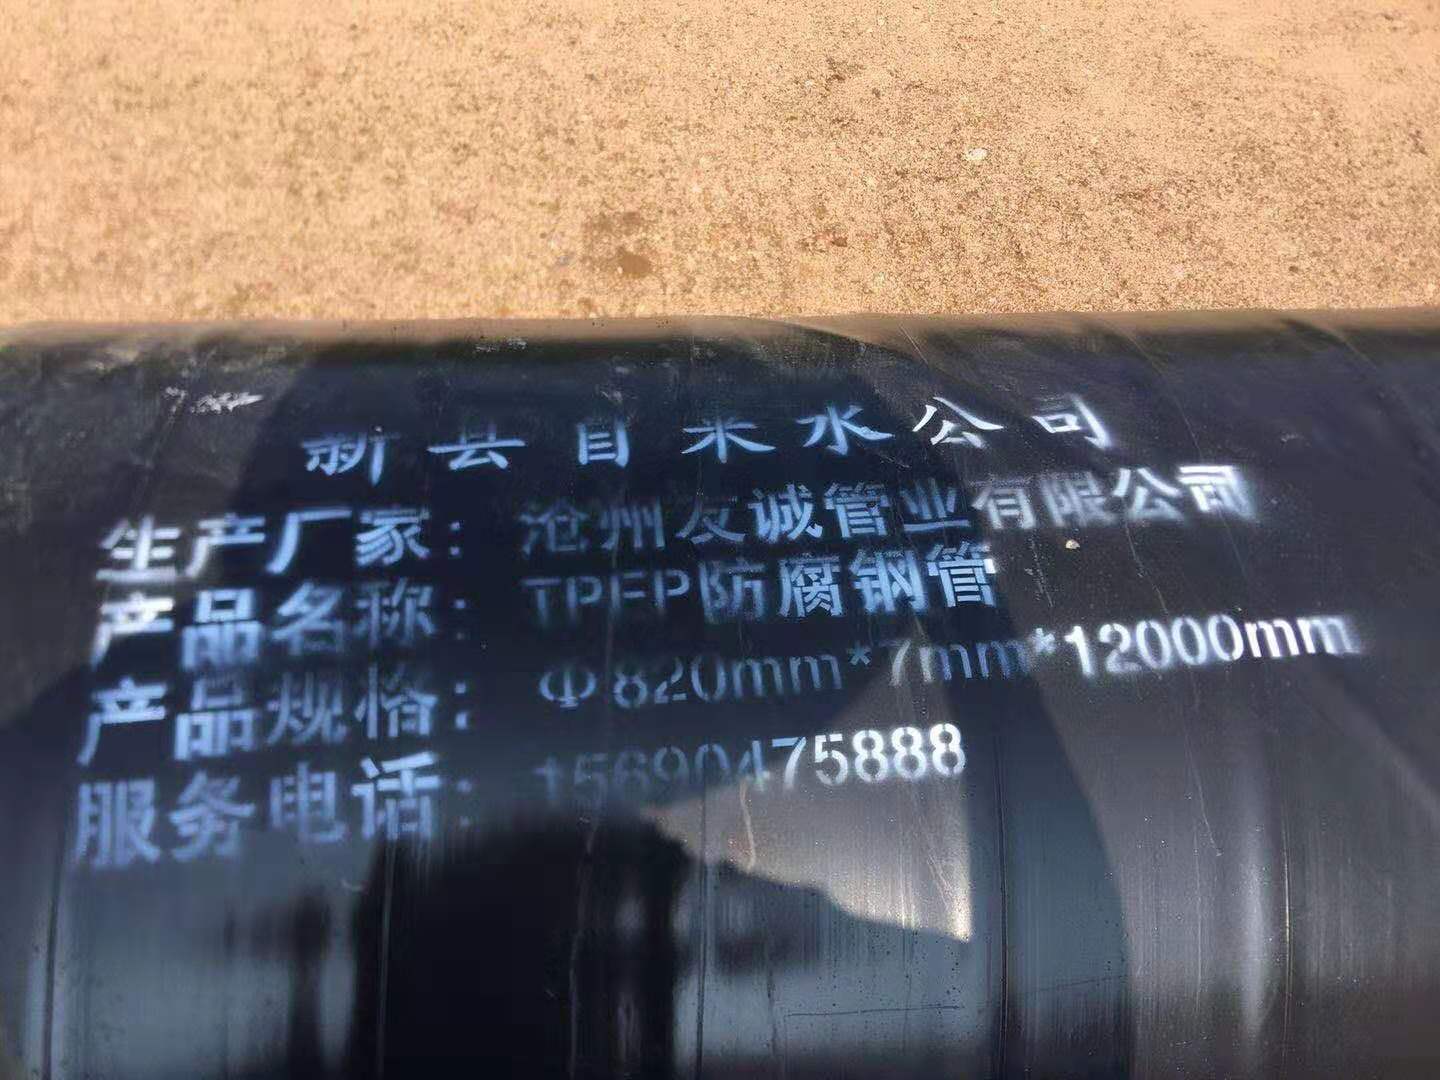 新县自来水公司
生产厂家：沧州友诚管业有限公司
产品名称：TPEP防腐钢管
产品规格：Φ820mm*7mm*12000mm
服务电话：15690475888